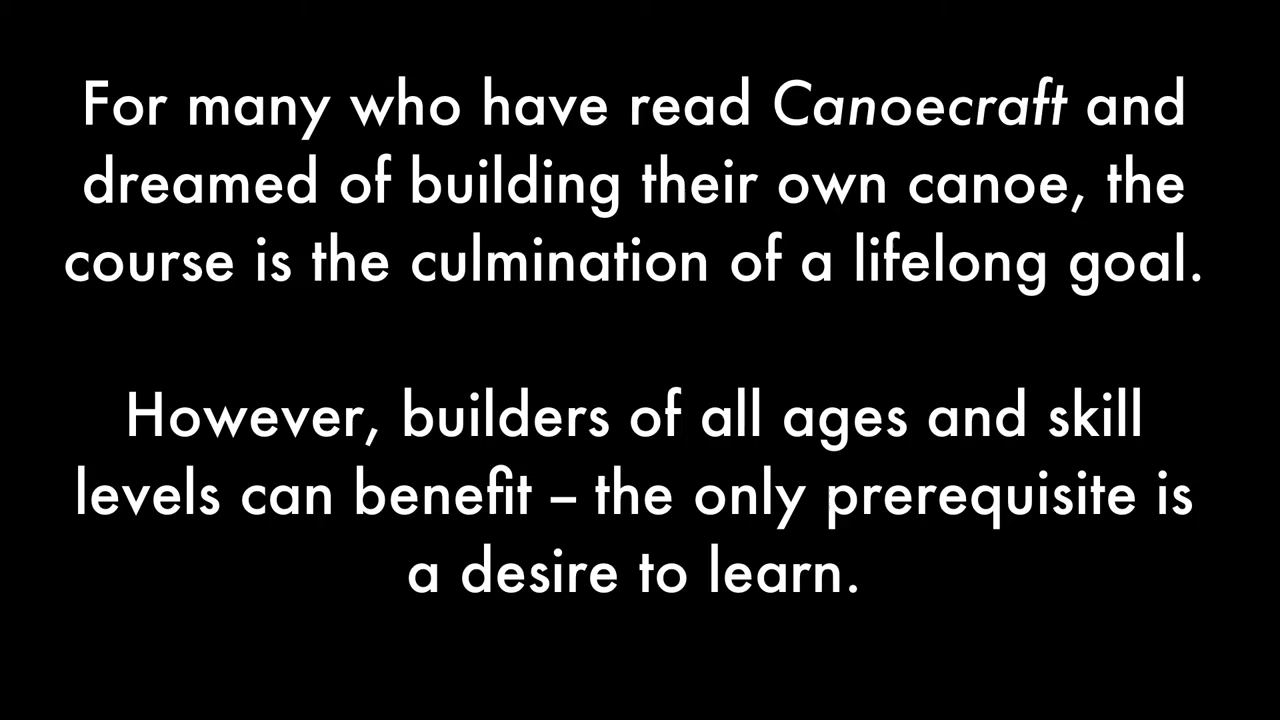 For many who have read Canoecraft and
dreamed of building their own canoe, the
course is the culmination of a lifelong goal.
However, builders of all ages and skill
levels can benefit – the only prerequisite is
a desire to learn.